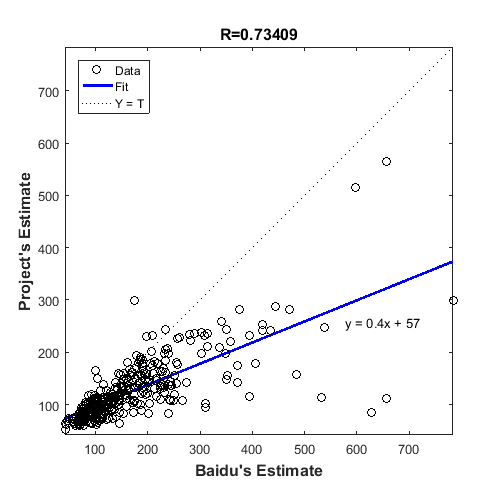 R=0.73409
Data
Fit
Y = T
700
600
500
400
300
200
100
Project's Estimate
y = 0.4x + 57
100 200 300 400 500 600 700
Baidu's Estimate